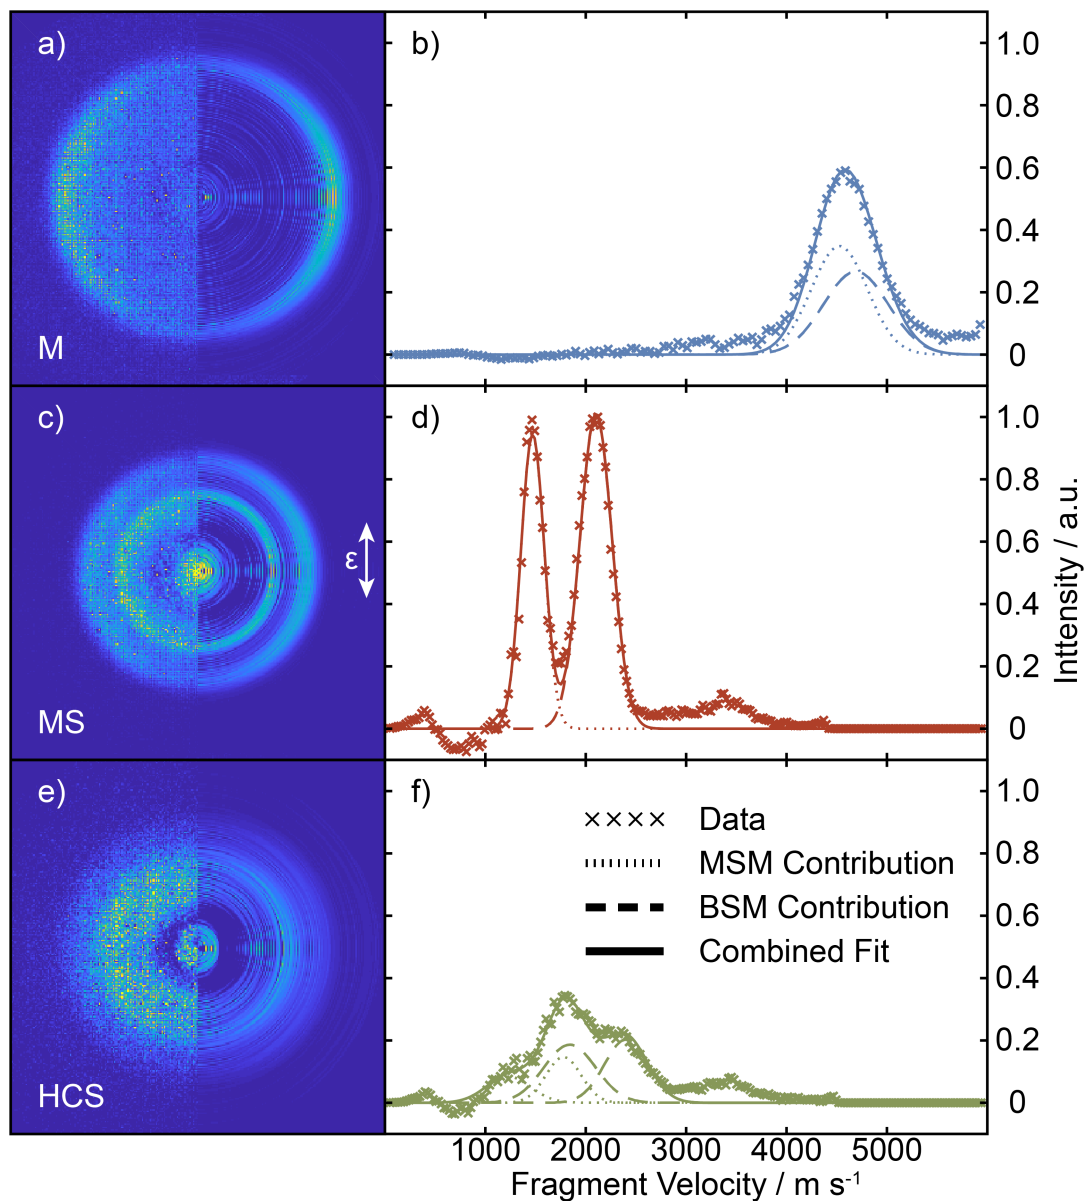 a)
M
b)
1.0
0.8
0.6
0.4
0.2
0
c)
ε
MS
d)
1.0
0.8
0.6
0.4
0.2
0
Inttensity / a.u.
e)
HCS
f)
Data
MSM Contribution
BSM Contribution
Combined Fit
1.0
0.8
0.6
0.4
0.2
0
1000 2000 3000 4000 5000
Fragment Velocity / m s⁻¹